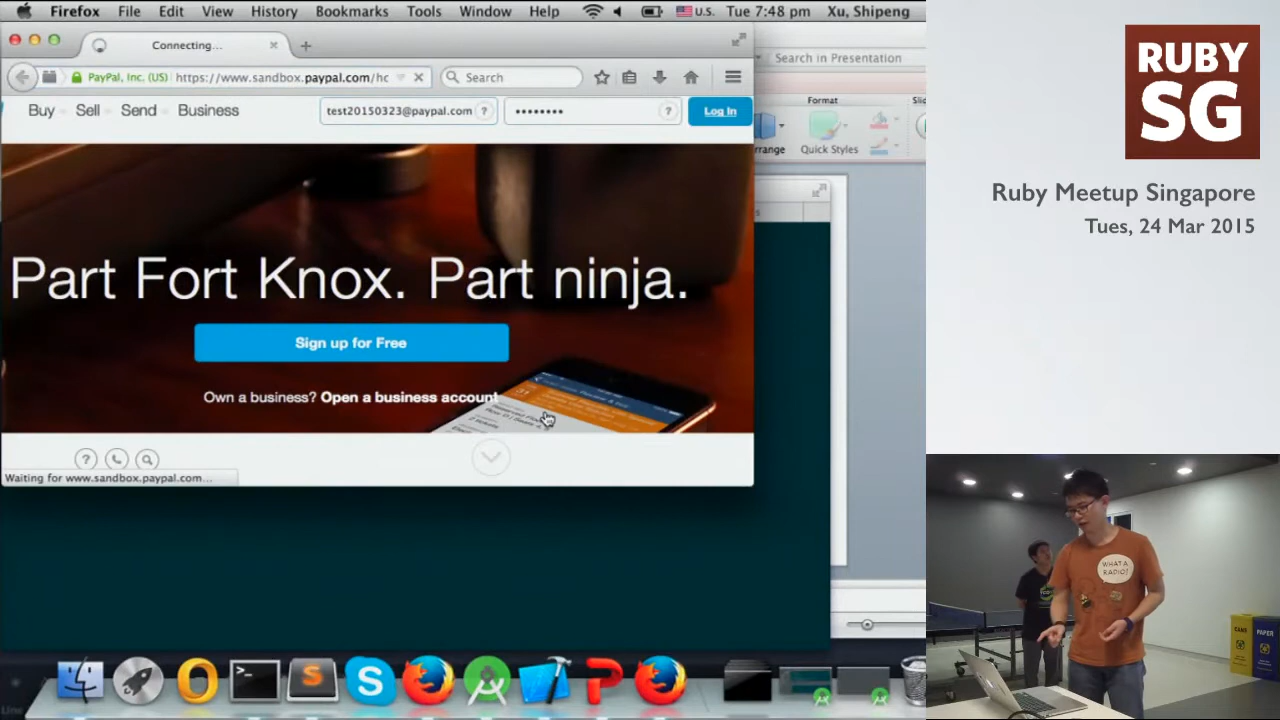 Firefox File Edit View History Bookmarks Tools Window Help U.S. Tue 7:48 pm Xu, Shipeng
Connecting...
PayPal, Inc. (US) https://www.sandbox.paypal.com/hc
Search
Search in Presentation
Buy Sell Send Business
test20150323@paypal.com ?
•••••••• ?
Log In
Format
Quick Styles
Part Fort Knox. Part ninja.
Sign up for Free
Own a business? Open a business account
Waiting for www.sandbox.paypal.com...
RUBY
SG
Ruby Meetup Singapore
Tues, 24 Mar 2015
WHAT A
RADIO!
CANS
PAPER